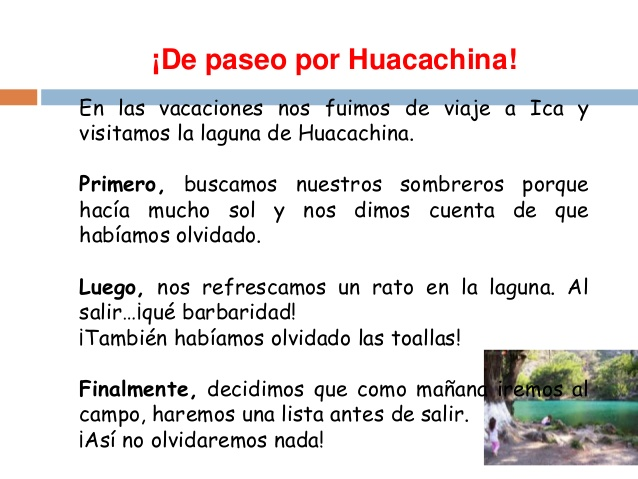 ¡De paseo por Huacachina!
En las vacaciones nos fuimos de viaje a Ica y
visitamos la laguna de Huacachina.
Primero, buscamos nuestros sombreros porque
hacía mucho sol y nos dimos cuenta de que
habíamos olvidado.
Luego, nos refrescamos un rato en la laguna. Al
salir…¡qué barbaridad!
¡También habíamos olvidado las toallas!
Finalmente, decidimos que como mañana iremos al
campo, haremos una lista antes de salir.
¡Así no olvidaremos nada!